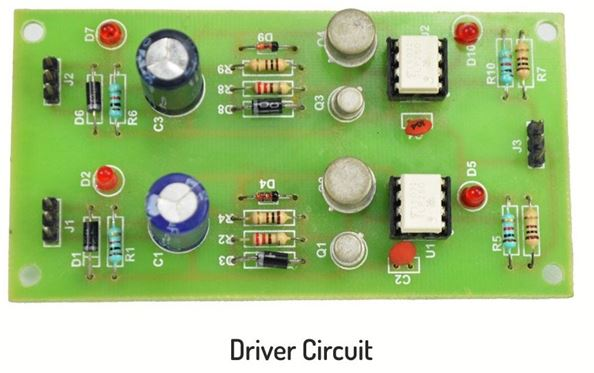 D7
D9
Q4
U2
D10
J2
R9
R8
D8
D6
R6
C3
Q3
R10
R7
104
J3
D2
D4
D5
J1
R4
R2
D3
D1
R1
C1
Q1
U1
C2
R5
Driver Circuit